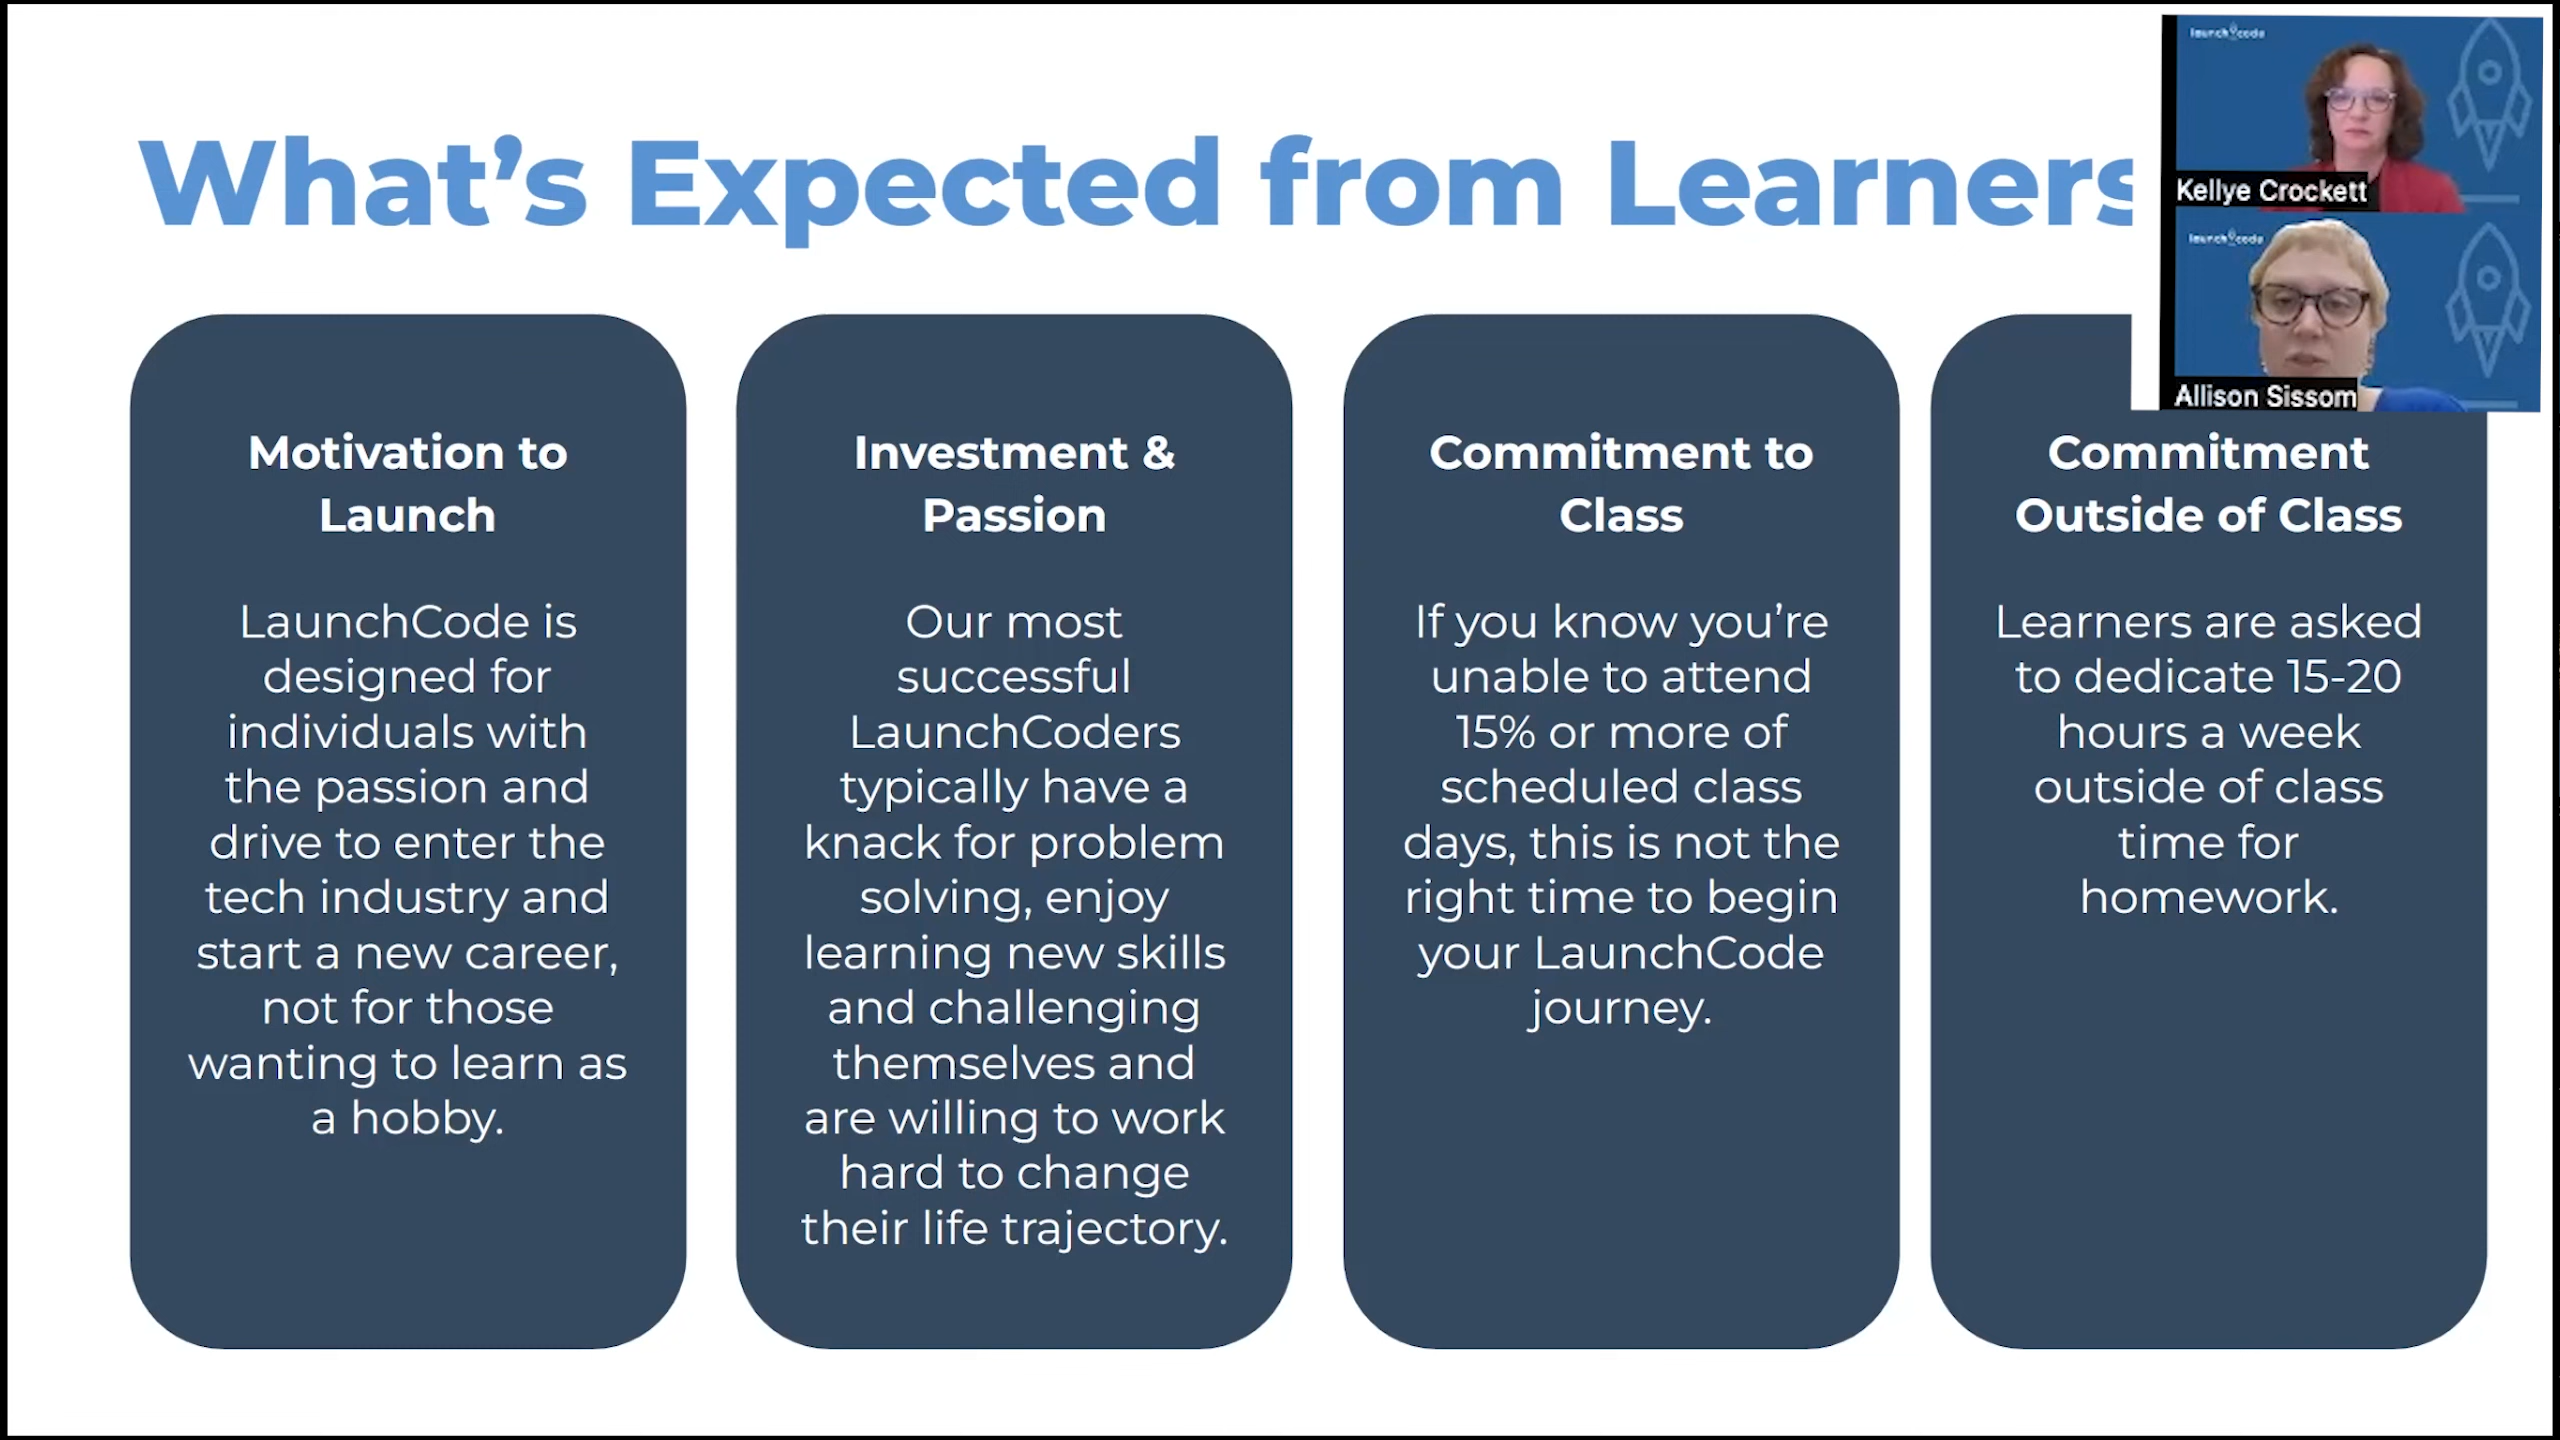 What's Expected from Learners
launchcode
Kellye Crockett
launchcode
Allison Sissom
Motivation to
Launch
LaunchCode is
designed for
individuals with
the passion and
drive to enter the
tech industry and
start a new career,
not for those
wanting to learn as
a hobby.
Investment &
Passion
Our most
successful
LaunchCoders
typically have a
knack for problem
solving, enjoy
learning new skills
and challenging
themselves and
are willing to work
hard to change
their life trajectory.
Commitment to
Class
If you know you’re
unable to attend
15% or more of
scheduled class
days, this is not the
right time to begin
your LaunchCode
journey.
Commitment
Outside of Class
Learners are asked
to dedicate 15-20
hours a week
outside of class
time for
homework.